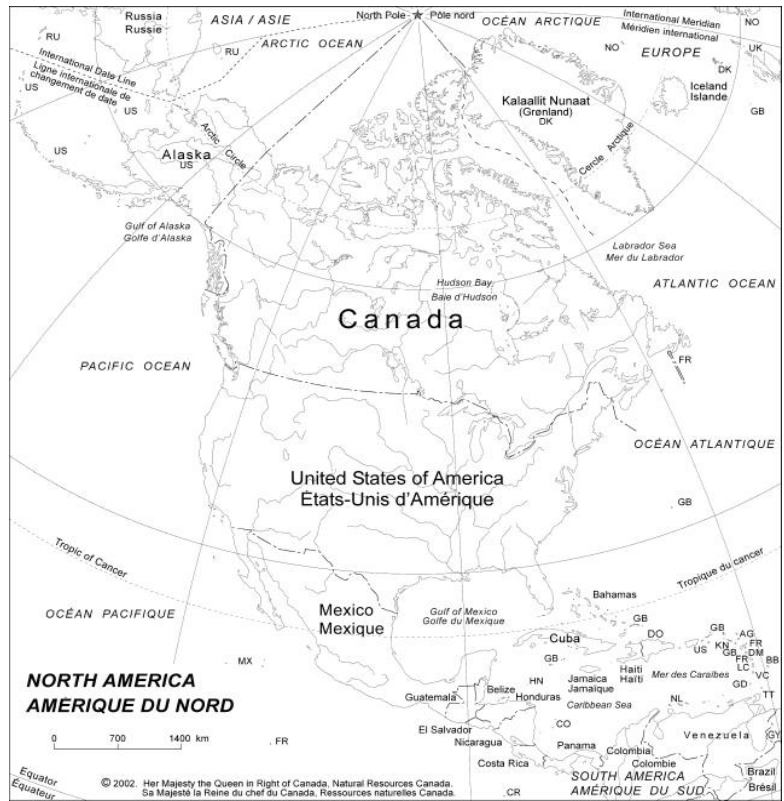 Russia
Russie
ASIA / ASIE
North Pole
Pôle nord
OCÉAN ARCTIQUE
International Meridian
Méridien international
NO
RU
RU
ARCTIC OCEAN
NO
EUROPE
UK
DK
International Date Line
Ligne internationale de
changement de date
US
US
US
Kalaallit Nunaat
(Grønland)
DK
Iceland
Islande
GB
Arctic Circle
Cercle Arctique
Alaska
US
Gulf of Alaska
Golfe d'Alaska
Labrador Sea
Mer du Labrador
Hudson Bay
Baie d'Hudson
ATLANTIC OCEAN
Canada
PACIFIC OCEAN
FR
OCÉAN ATLANTIQUE
United States of America
États-Unis d'Amérique
GB
Tropic of Cancer
Tropique du cancer
OCÉAN PACIFIQUE
Mexico
Mexique
Gulf of Mexico
Golfe du Mexique
Bahamas
Cuba
GB
DO
GB
AG
US
KN
FR
GB
DM
FR
BB
LC
VC
GD
TT
MX
GB
HN
Jamaica
Jamaïque
Haiti
Haïti
Mer des Caraïbes
Caribbean Sea
NL
Guatemala
Belize
Honduras
El Salvador
Nicaragua
CO
Costa Rica
Panama
Colombia
Colombie
Venezuela
GY
NORTH AMERICA
AMÉRIQUE DU NORD
0 700 1400 km
FR
CR
SOUTH AMERICA
AMÉRIQUE DU SUD
Brazil
Brésil
Equator
Équateur
© 2002. Her Majesty the Queen in Right of Canada, Natural Resources Canada.
Sa Majesté la Reine du chef du Canada, Ressources naturelles Canada.